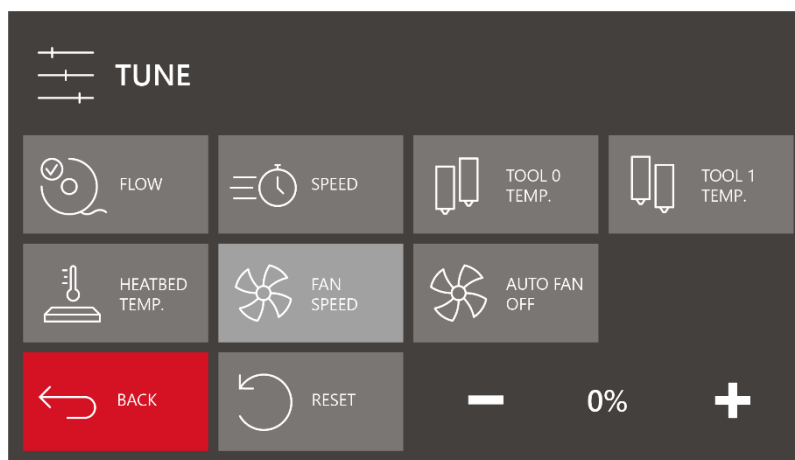 TUNE
FLOW
SPEED
TOOL 0
TEMP.
TOOL 1
TEMP.
HEATBED
TEMP.
FAN
SPEED
AUTO FAN
OFF
BACK
RESET
0%